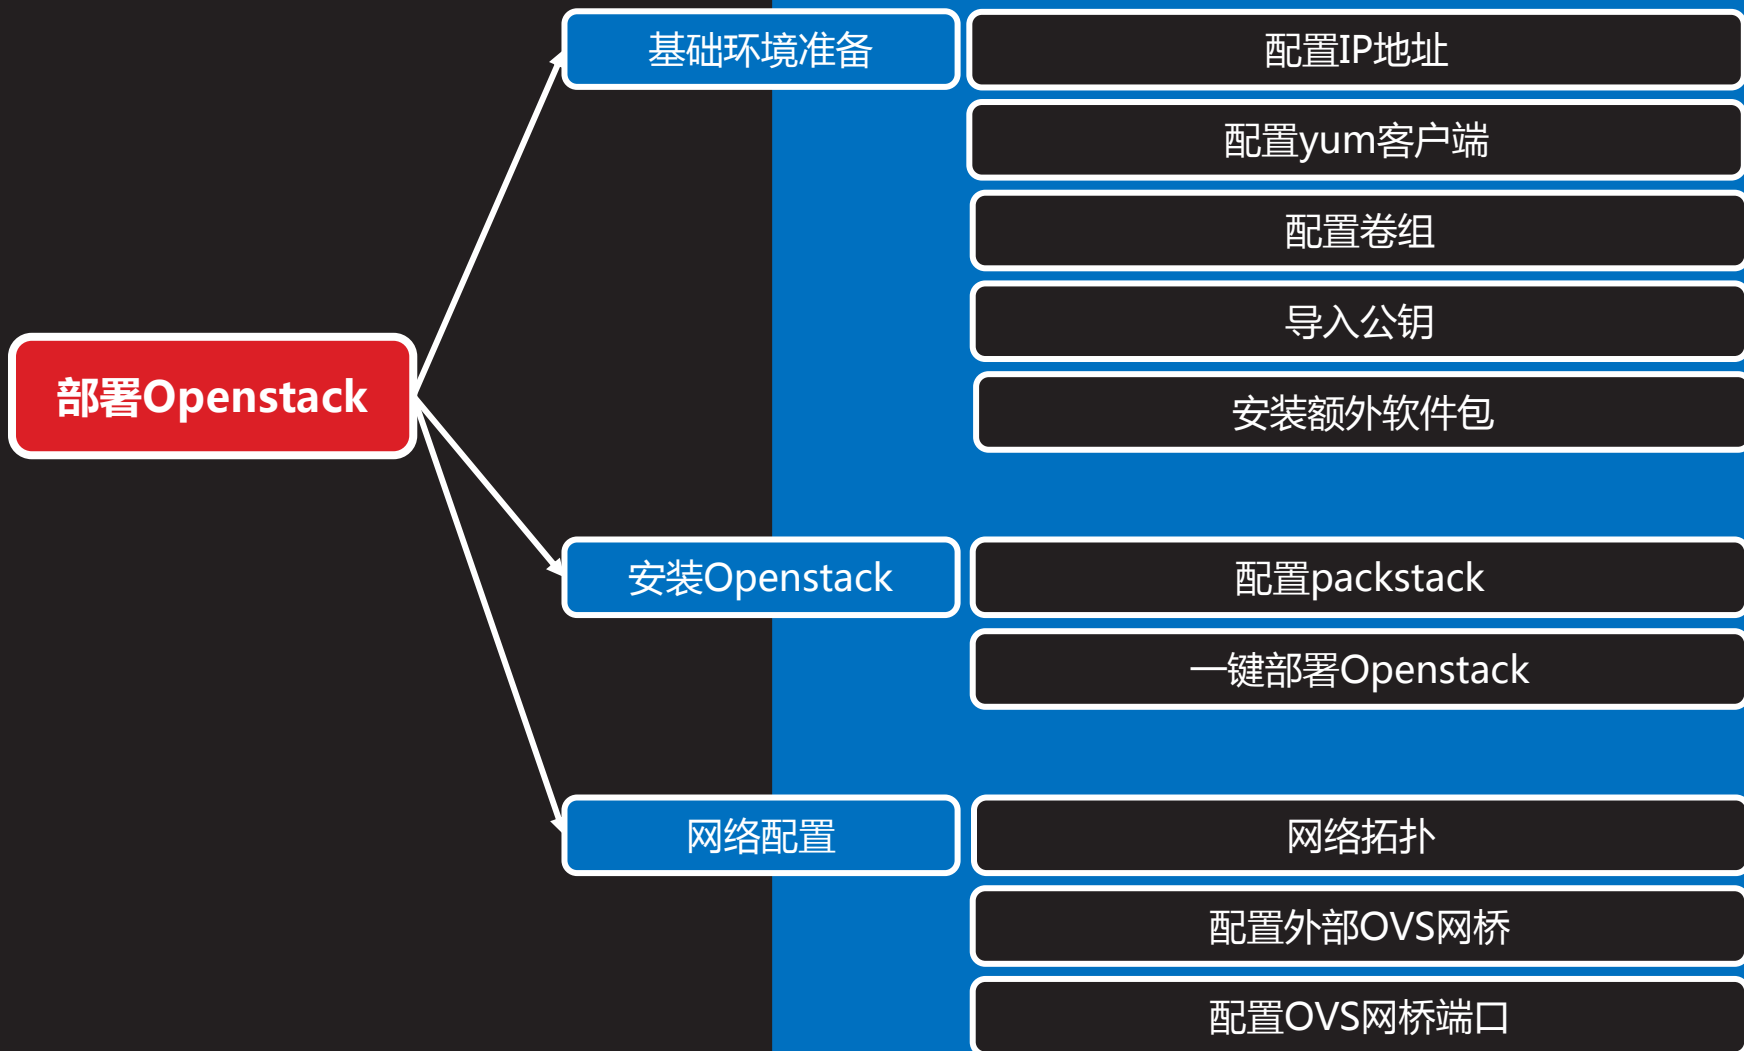 部署Openstack
基础环境准备
配置IP地址
配置yum客户端
配置卷组
导入公钥
安装额外软件包
安装Openstack
配置packstack
一键部署Openstack
网络配置
网络拓扑
配置外部OVS网桥
配置OVS网桥端口